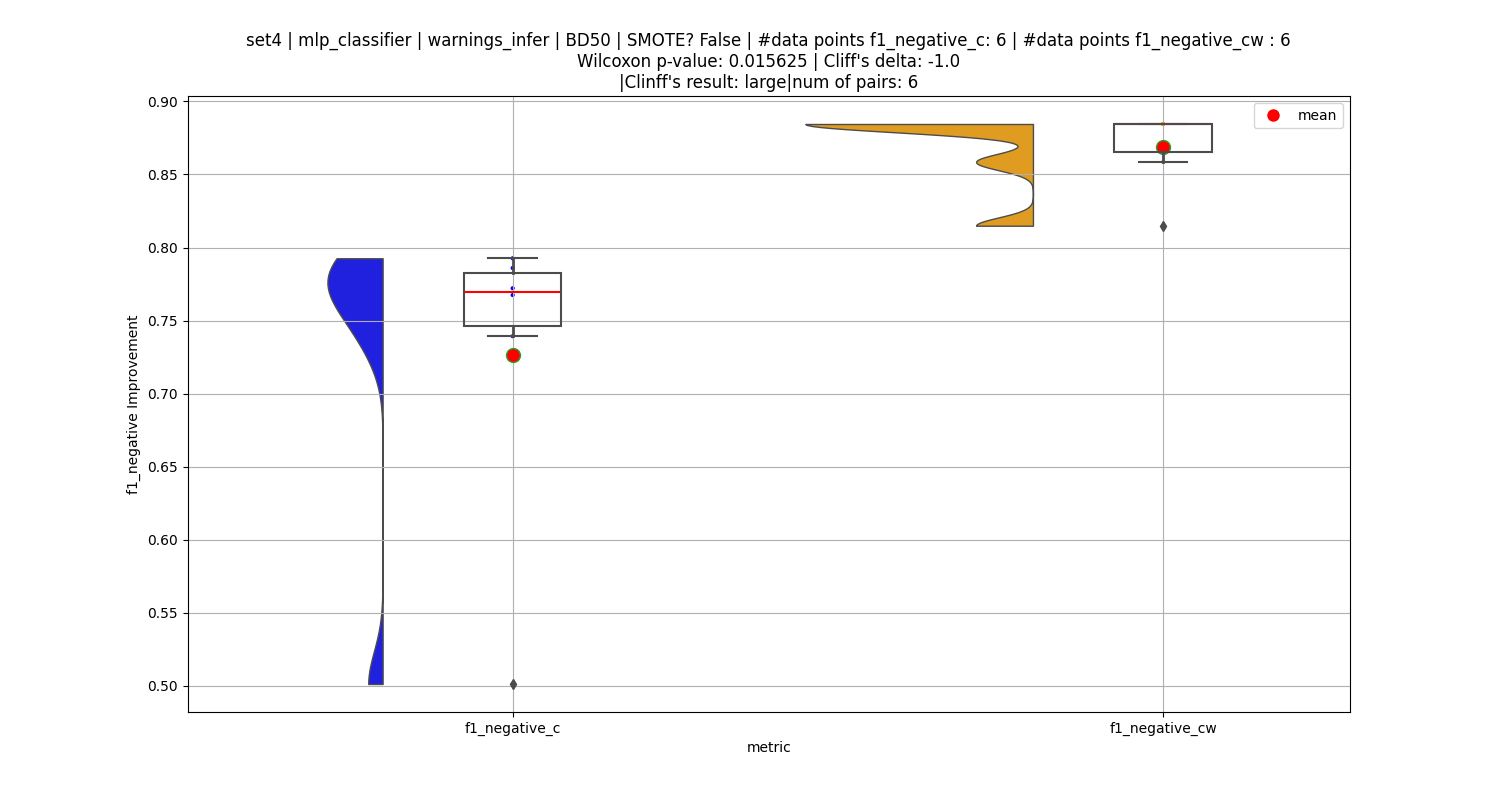 set4 | mlp_classifier | warnings_infer | BD50 | SMOTE? False | #data points f1_negative_c: 6 | #data points f1_negative_cw : 6
Wilcoxon p-value: 0.015625 | Cliff's delta: -1.0
|Clinff's result: large|num of pairs: 6
mean
0.90
0.85
0.80
0.75
0.70
0.65
0.60
0.55
0.50
f1_negative Improvement
f1_negative_c
f1_negative_cw
metric